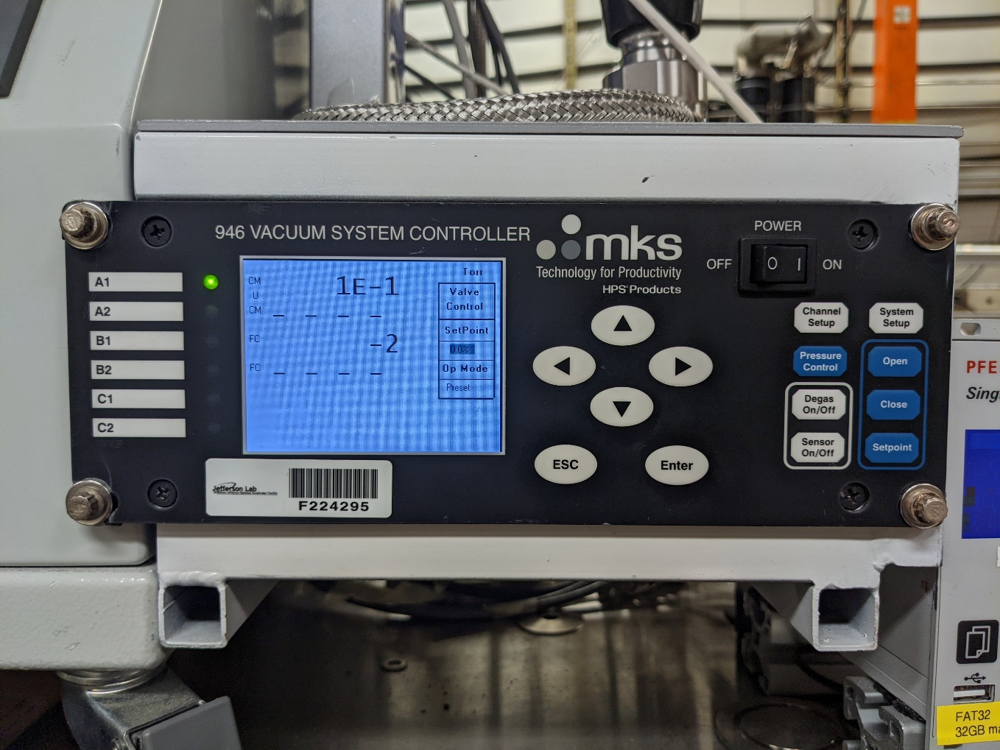 946 VACUUM SYSTEM CONTROLLER
mks
Technology for Productivity
HPS® Products
POWER
OFF
O I
ON
A1
A2
B1
B2
C1
C2
CM
U
1E-1
CM
_ _ _ _
FC
-2
FC
_ _ _ _
Torr
Valve
Control
SetPoint
0.0%
Op Mode
Preset
ESC
Enter
Channel
Setup
System
Setup
Pressure
Control
Open
Degas
On/Off
Close
Sensor
On/Off
Setpoint
Jefferson Lab
F224295
PFE
Sing
FAT32
32GB ma